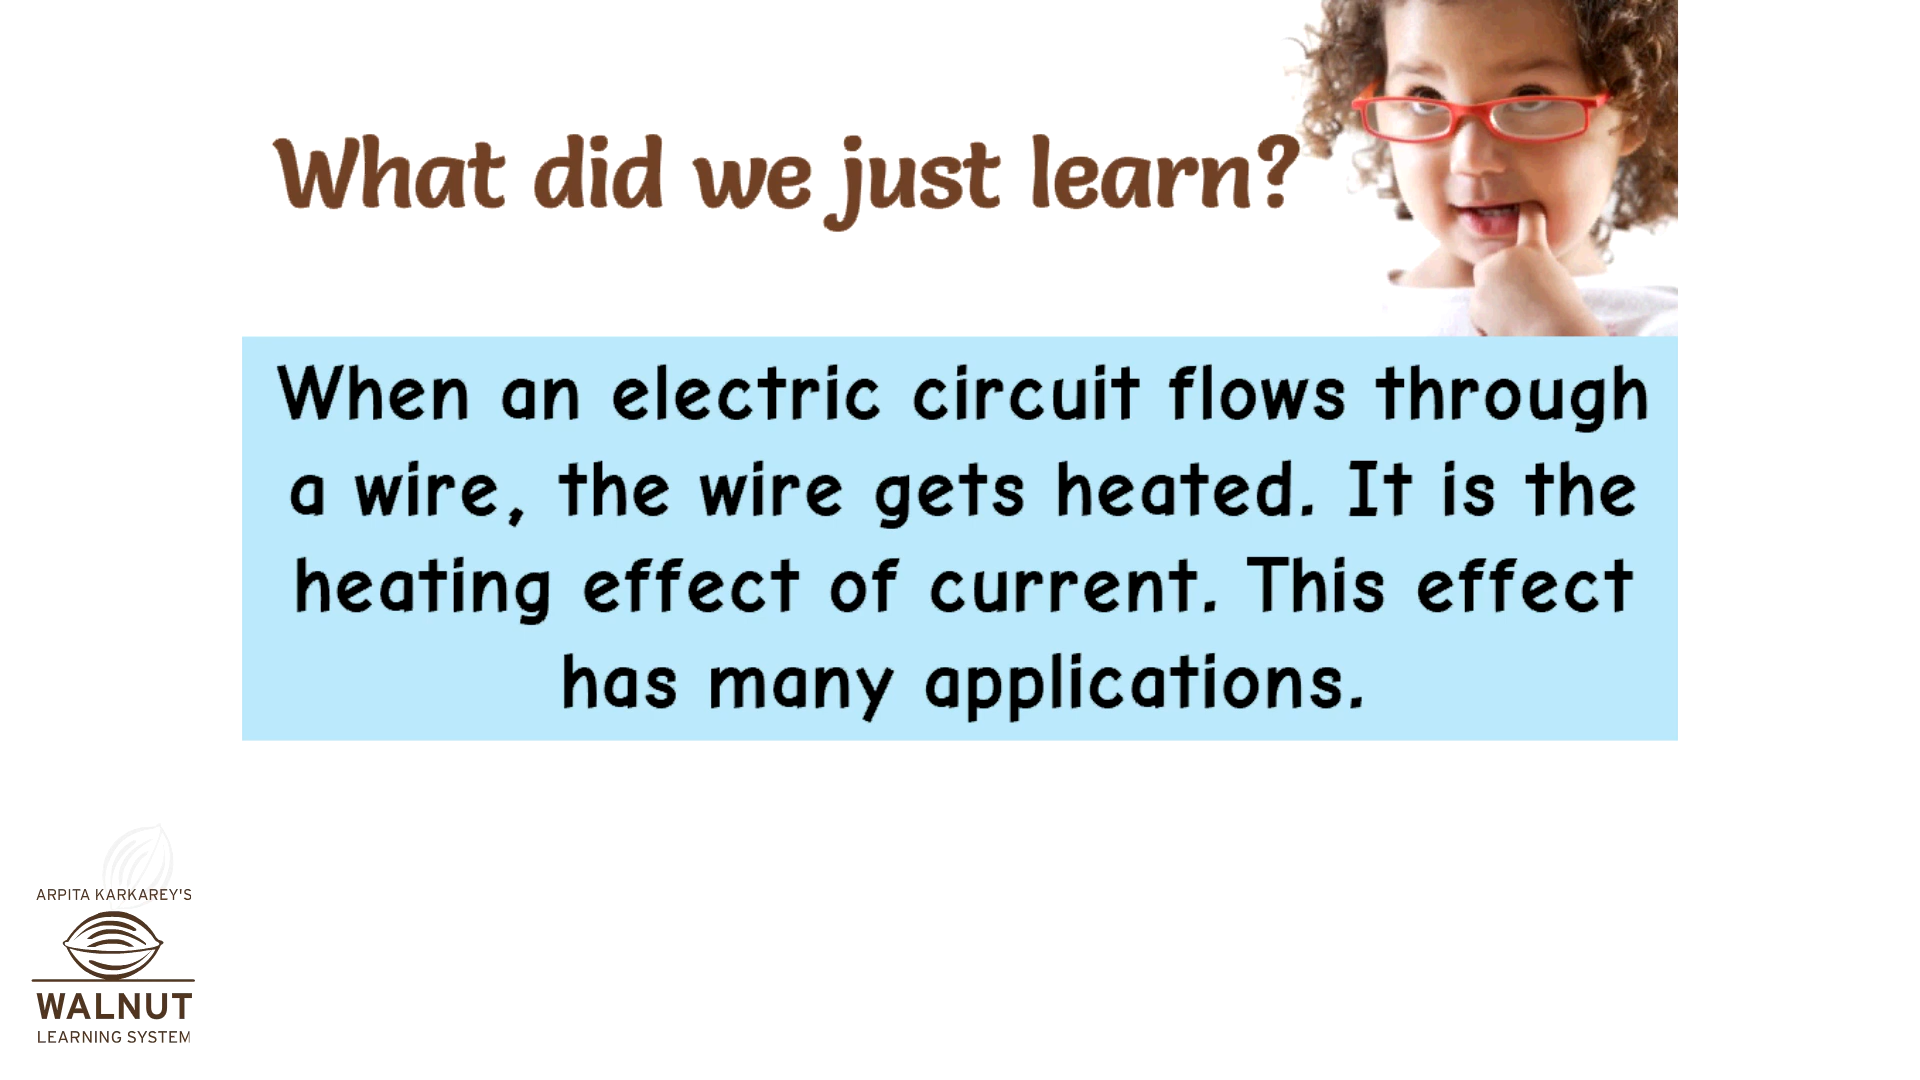 What did we just learn?
When an electric circuit flows through
a wire, the wire gets heated. It is the
heating effect of current. This effect
has many applications.
ARPITA KARKAREY'S
WALNUT
LEARNING SYSTEM